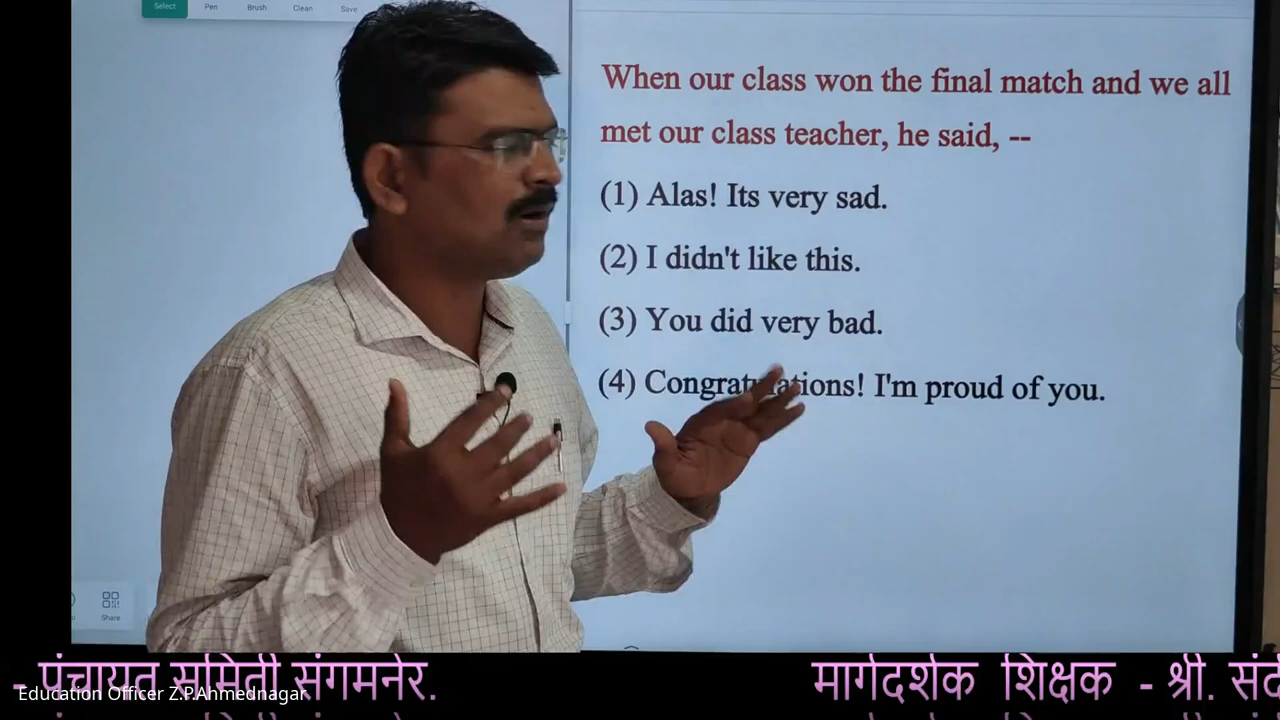 Select Pen Brush Clean Save
When our class won the final match and we all
met our class teacher, he said, --
(1) Alas! Its very sad.
(2) I didn't like this.
(3) You did very bad.
(4) Congratulations! I'm proud of you.
Share
- पंचायत समिती संगमनेर. मार्गदर्शक शिक्षक - श्री.
Education Officer Z.P.Ahmednagar